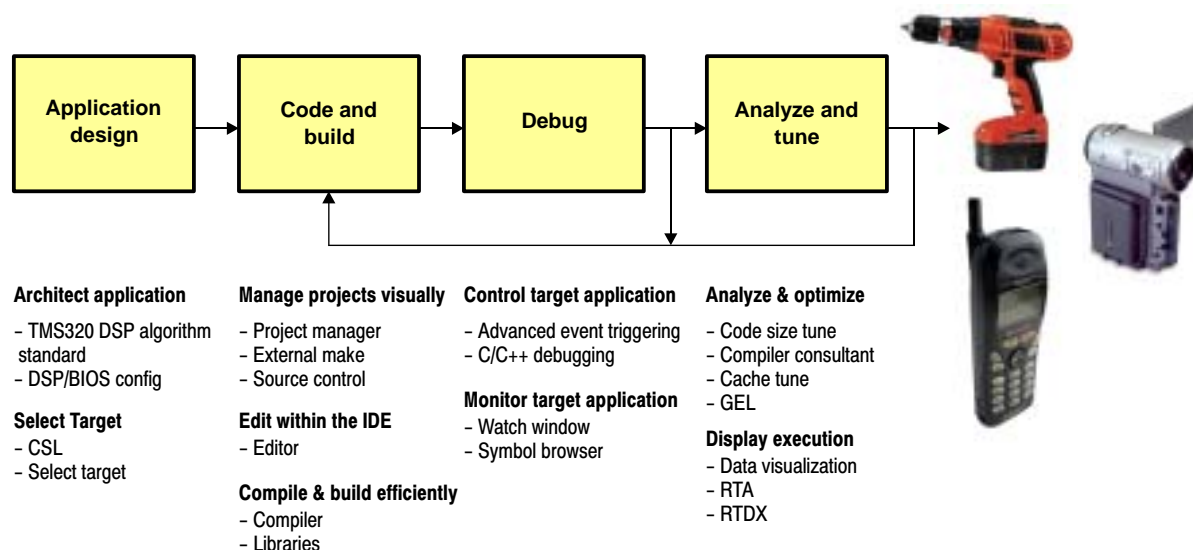 Application
design
Code and
build
Debug
Analyze and
tune
Architect application
– TMS320 DSP algorithm
standard
– DSP/BIOS config
Select Target
– CSL
– Select target
Manage projects visually
– Project manager
– External make
– Source control
Edit within the IDE
– Editor
Compile & build efficiently
– Compiler
– Libraries
Control target application
– Advanced event triggering
– C/C++ debugging
Monitor target application
– Watch window
– Symbol browser
Analyze & optimize
– Code size tune
– Compiler consultant
– Cache tune
– GEL
Display execution
– Data visualization
– RTA
– RTDX